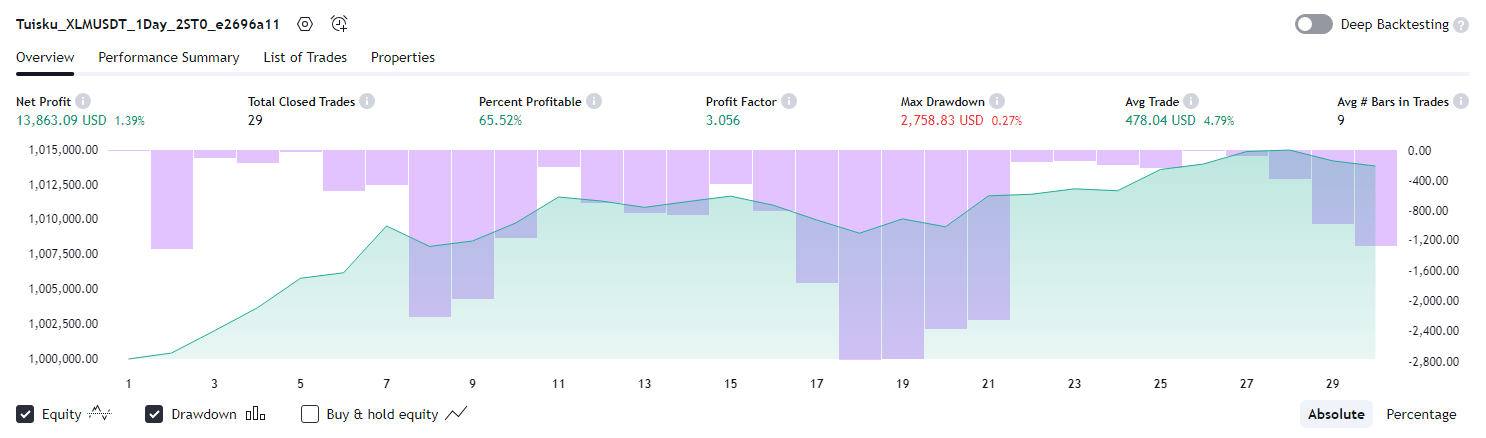 Tuisku_XLMUSDT_1Day_2ST0_e2696a11 Deep Backtesting ?
Overview Performance Summary List of Trades Properties
Net Profit Total Closed Trades Percent Profitable Profit Factor Max Drawdown Avg Trade Avg # Bars in Trades
13,863.09 USD 1.39% 29 65.52% 3.056 2,758.83 USD 0.27% 478.04 USD 4.79% 9
1,015,000.00 0.00
1,012,500.00 -400.00
1,010,000.00 -800.00
1,007,500.00 -1,200.00
1,005,000.00 -1,600.00
1,002,500.00 -2,000.00
1,000,000.00 -2,400.00
-2,800.00
1 3 5 7 9 11 13 15 17 19 21 23 25 27 29
Equity Drawdown Buy & hold equity Absolute Percentage